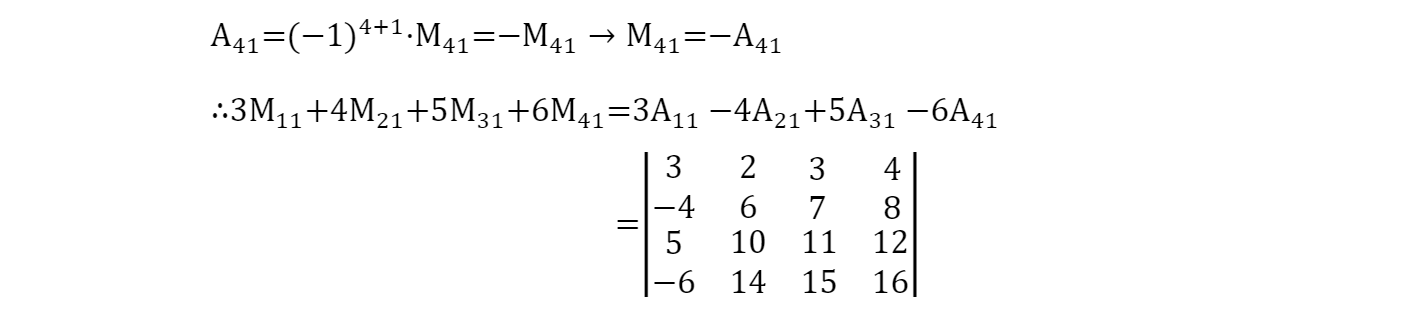 A₄₁=(−1)⁴⁺¹·M₄₁=−M₄₁ → M₄₁=−A₄₁
∴3M₁₁+4M₂₁+5M₃₁+6M₄₁=3A₁₁ −4A₂₁+5A₃₁ −6A₄₁
=| 3 2 3 4 |
| −4 6 7 8 |
| 5 10 11 12 |
| −6 14 15 16 |